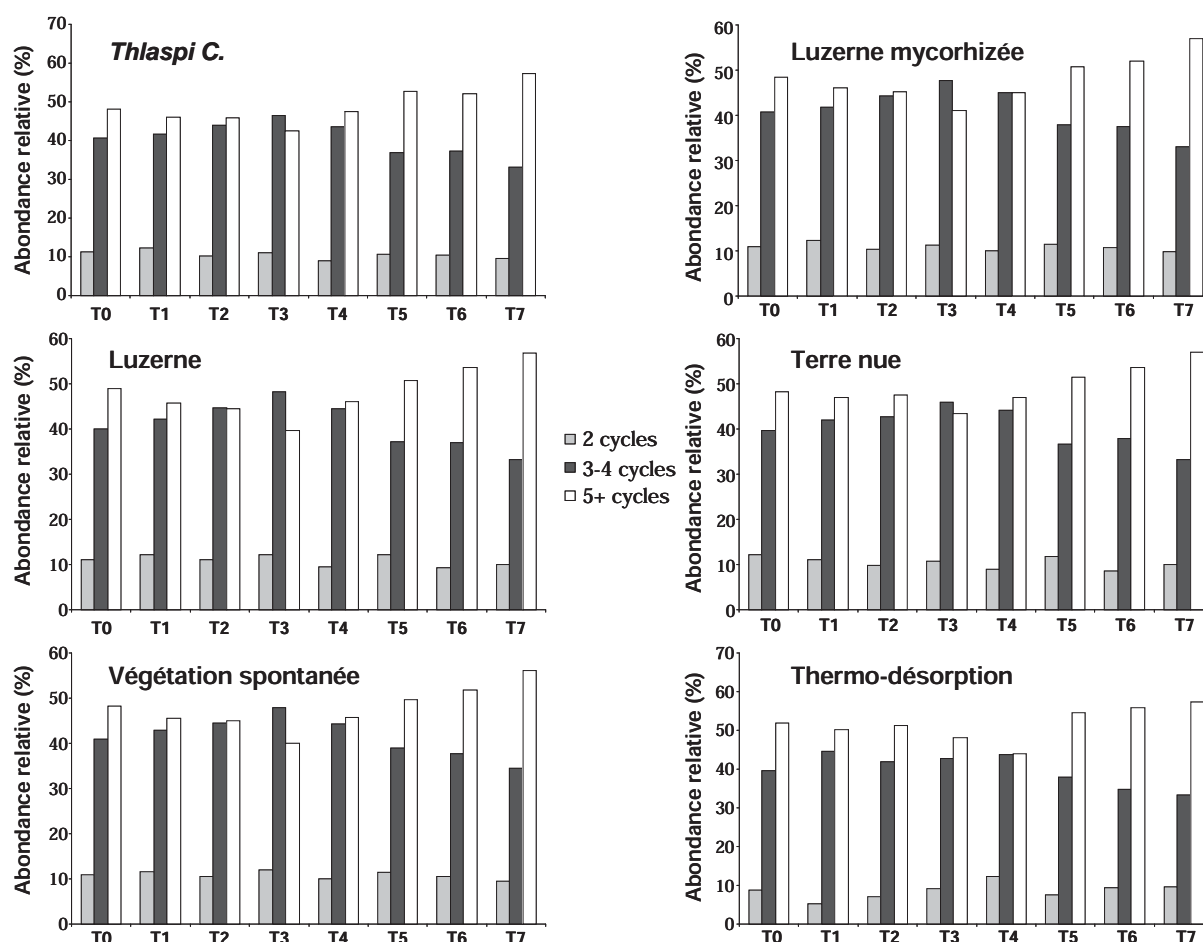 Thlaspi C.
Abondance relative (%)
70
60
50
40
30
20
10
0
T0 T1 T2 T3 T4 T5 T6 T7
Luzerne mycorhizée
Abondance relative (%)
60
50
40
30
20
10
0
T0 T1 T2 T3 T4 T5 T6 T7
Luzerne
Abondance relative (%)
60
50
40
30
20
10
0
T0 T1 T2 T3 T4 T5 T6 T7
2 cycles
3-4 cycles
5+ cycles
Terre nue
Abondance relative (%)
60
50
40
30
20
10
0
T0 T1 T2 T3 T4 T5 T6 T7
Végétation spontanée
Abondance relative (%)
60
50
40
30
20
10
0
T0 T1 T2 T3 T4 T5 T6 T7
Thermo-désorption
Abondance relative (%)
70
60
50
40
30
20
10
0
T0 T1 T2 T3 T4 T5 T6 T7